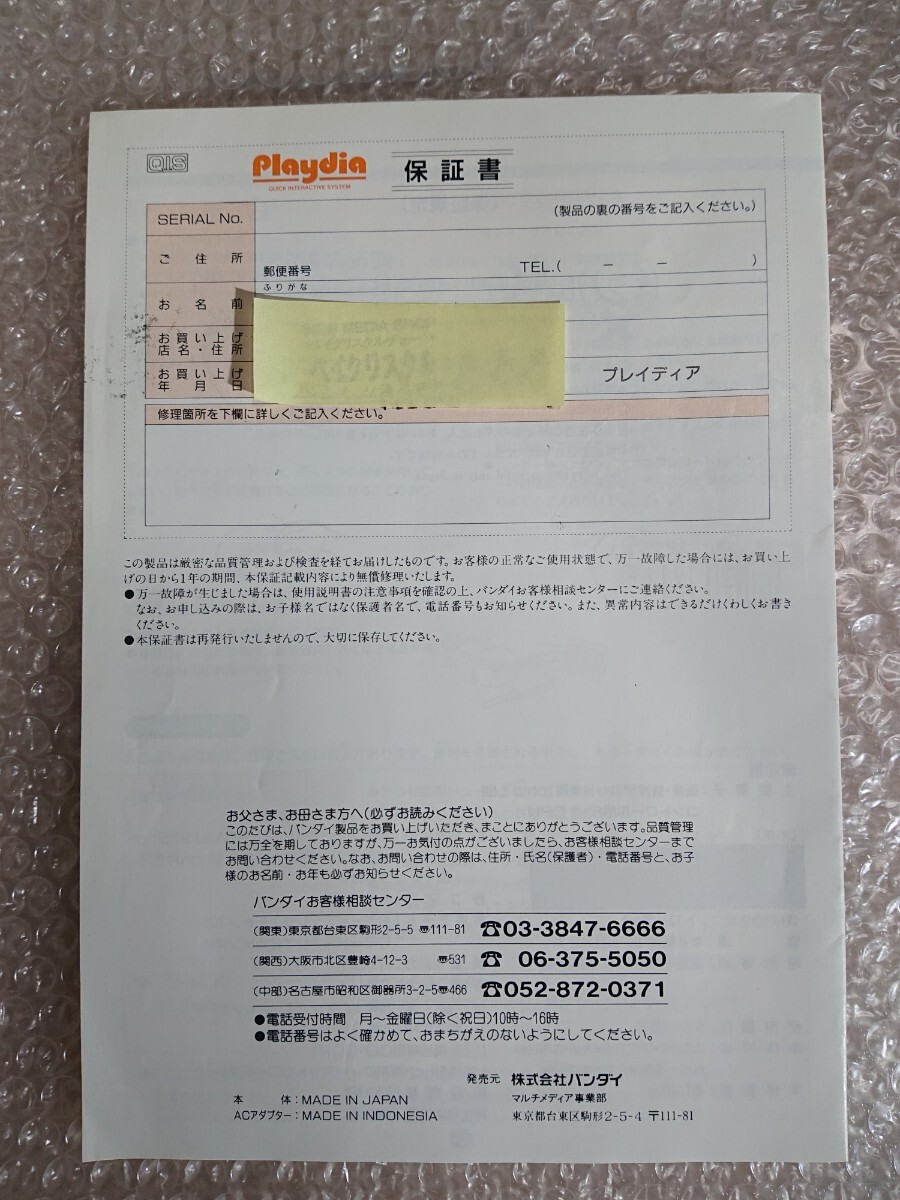 QIS
Playdia
QUICK INTERACTIVE SYSTEM
保証書
SERIAL No.
(製品の裏の番号をご記入ください。)
ご住所
郵便番号
TEL.( － － )
ふりがな
お名前
お買い上げ
店名・住所
お買い上げ
年月日
プレイディア
修理箇所を下欄に詳しくご記入ください。
この製品は厳密な品質管理および検査を経てお届けしたものです。お客様の正常なご使用状態で、万一故障した場合には、お買い上
げの日から1年の期間、本保証記載内容により無償修理いたします。
●万一故障が生じました場合は、使用説明書の注意事項を確認の上、バンダイお客様相談センターにご連絡ください。
なお、お申し込みの際は、お子様名ではなく保護者名で、電話番号もお知らせください。また、異常内容はできるだけくわしくお書き
ください。
●本保証書は再発行いたしませんので、大切に保存してください。
お父さま、お母さま方へ(必ずお読みください)
このたびは、バンダイ製品をお買い上げいただき、まことにありがとうございます。品質管理
には万全を期しておりますが、万一お気付の点がございましたら、お客様相談センターまで
お問い合わせください。なお、お問い合わせの際は、住所・氏名(保護者)・電話番号と、お子
様のお名前・お年も必ずお知らせください。
バンダイお客様相談センター
(関東)東京都台東区駒形2-5-5 〠111-81 ☎03-3847-6666
(関西)大阪市北区豊崎4-12-3 〠531 ☎ 06-375-5050
(中部)名古屋市昭和区御器所3-2-5〠466 ☎052-872-0371
●電話受付時間 月～金曜日(除く祝日)10時～16時
●電話番号はよく確かめて、おまちがえのないようにしてください。
発売元 株式会社バンダイ
マルチメディア事業部
東京都台東区駒形2-5-4 〒111-81
本体：MADE IN JAPAN
ACアダプター：MADE IN INDONESIA